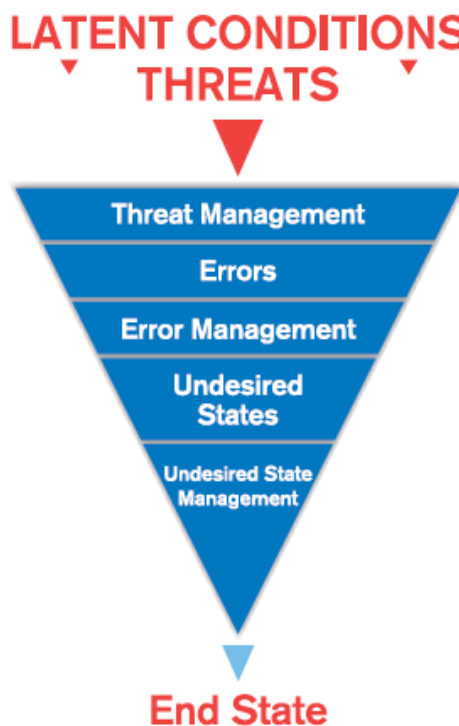 LATENT CONDITIONS
THREATS
Threat Management
Errors
Error Management
Undesired
States
Undesired State
Management
End State